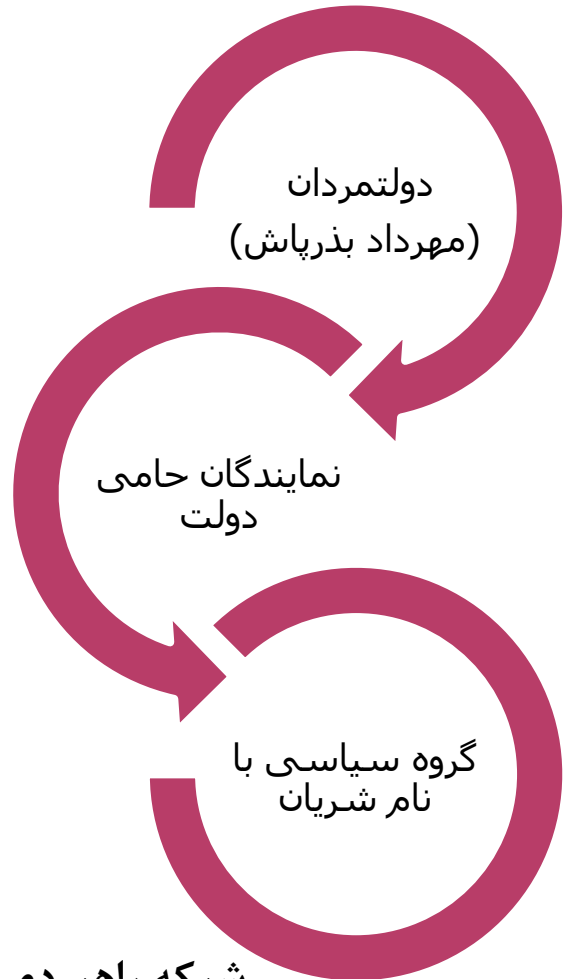 دولتمردان
(مهرداد بذرپاش)
نمایندگان حامی
دولت
گروه سیاسی با
نام شریان